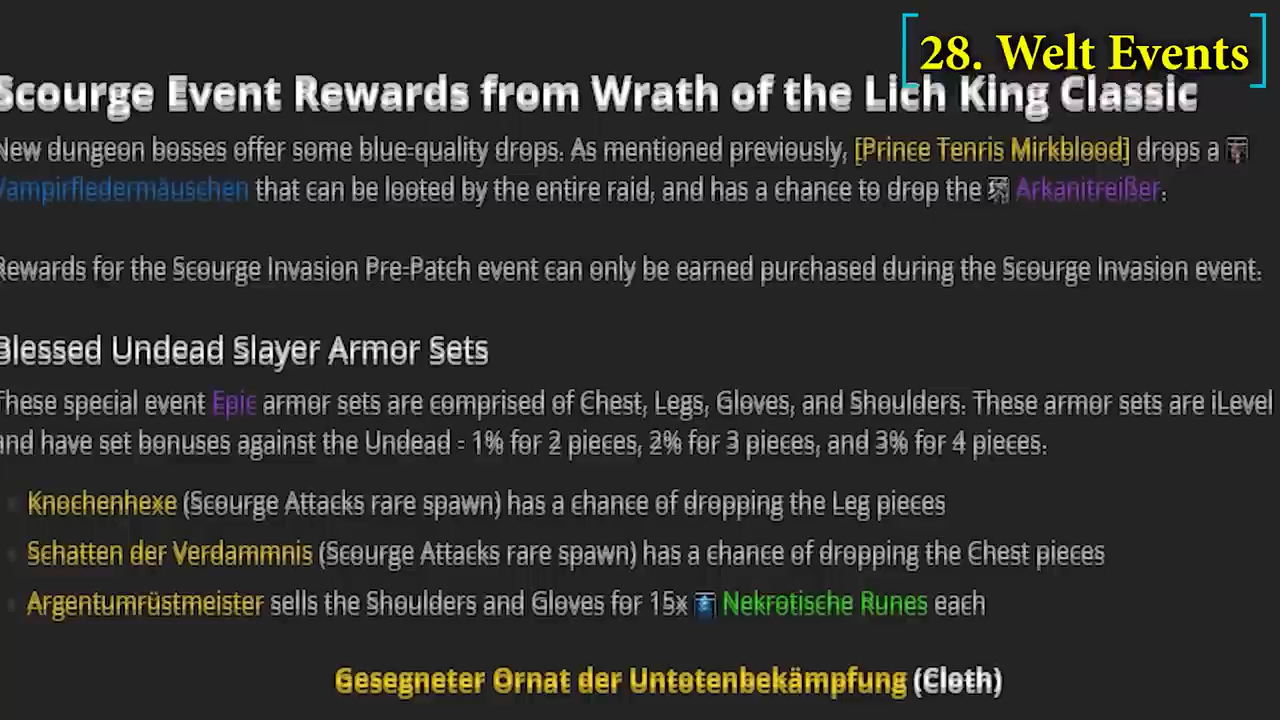 28. Welt Events
Scourge Event Rewards from Wrath of the Lich King Classic
New dungeon bosses offer some blue-quality drops. As mentioned previously, [Prince Tenris Mirkblood] drops a
Vampirfledermäuschen that can be looted by the entire raid, and has a chance to drop the Arkanitreißer.
Rewards for the Scourge Invasion Pre-Patch event can only be earned purchased during the Scourge Invasion event.
Blessed Undead Slayer Armor Sets
These special event Epic armor sets are comprised of Chest, Legs, Gloves, and Shoulders. These armor sets are iLevel
and have set bonuses against the Undead - 1% for 2 pieces, 2% for 3 pieces, and 3% for 4 pieces.
Knochenhexe (Scourge Attacks rare spawn) has a chance of dropping the Leg pieces
Schatten der Verdammnis (Scourge Attacks rare spawn) has a chance of dropping the Chest pieces
Argentumrüstmeister sells the Shoulders and Gloves for 15x Nekrotische Runes each
Gesegneter Ornat der Untotenbekämpfung (Cloth)